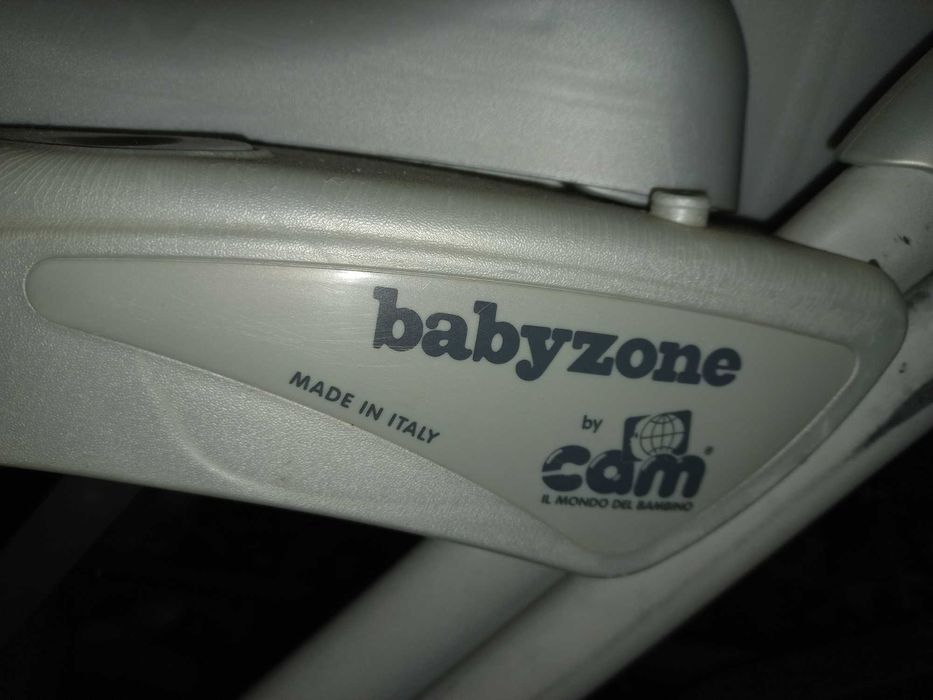 babyzone
MADE IN ITALY
by
cam®
IL MONDO DEL BAMBINO